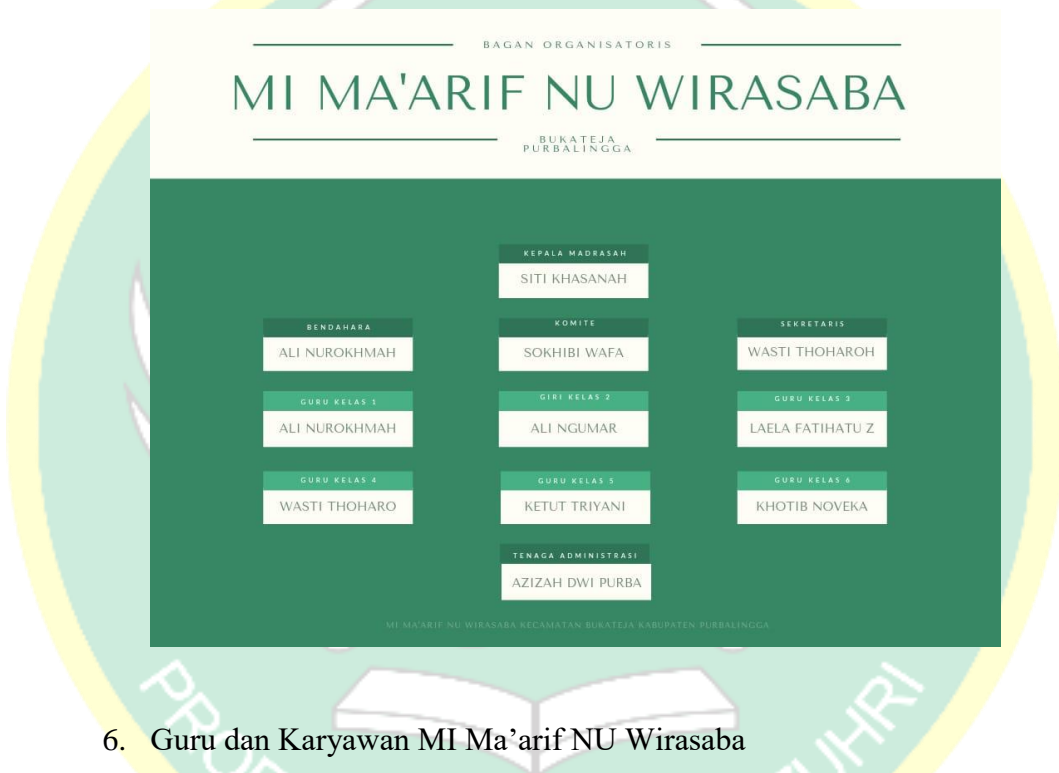 BAGAN ORGANISATORIS
MI MA'ARIF NU WIRASABA
BUKATEJA
PURBALINGGA
KEPALA MADRASAH
SITI KHASANAH
BENDAHARA
ALI NUROKHMAH
KOMITE
SOKHIBI WAFA
SEKRETARIS
WASTI THOHAROH
GURU KELAS 1
ALI NUROKHMAH
GIRI KELAS 2
ALI NGUMAR
GURU KELAS 3
LAELA FATIHATU Z
GURU KELAS 4
WASTI THOHARO
GURU KELAS 5
KETUT TRIYANI
GURU KELAS 6
KHOTIB NOVEKA
TENAGA ADMINISTRASI
AZIZAH DWI PURBA
MI MA'ARIF NU WIRASABA KECAMATAN BUKATEJA KABUPATEN PURBALINGGA
6. Guru dan Karyawan MI Ma’arif NU Wirasaba